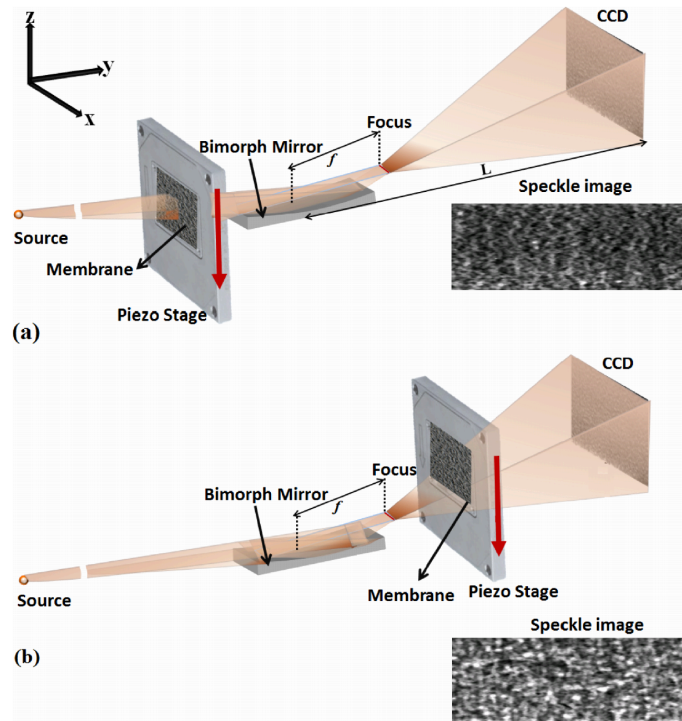 z
y
x
CCD
Focus
Bimorph Mirror
f
L
Speckle image
Source
Membrane
Piezo Stage
(a)
CCD
Focus
Bimorph Mirror
f
Source
Membrane
Piezo Stage
Speckle image
(b)